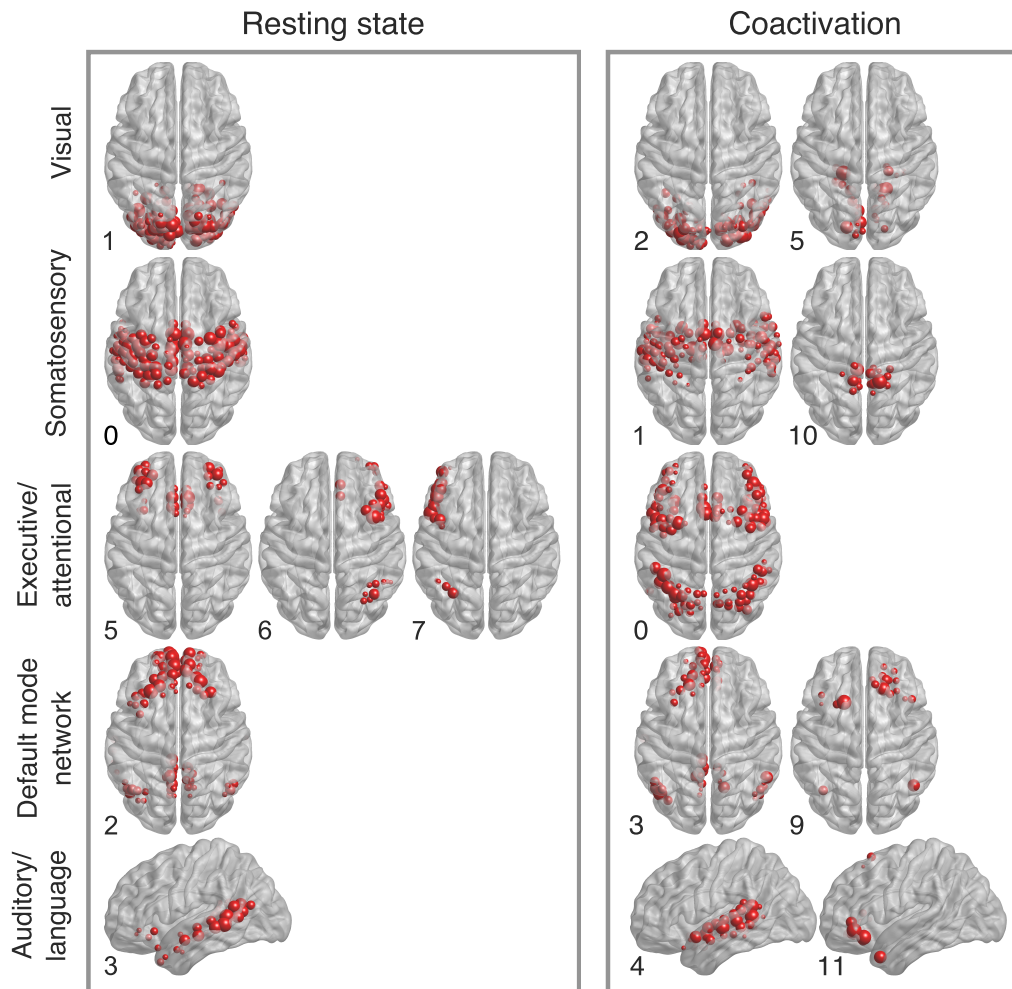 Resting state
Coactivation
Visual
1
2
5
Somatosensory
0
1
10
Executive/
attentional
5
6
7
0
Default mode
network
2
3
9
Auditory/
language
3
4
11